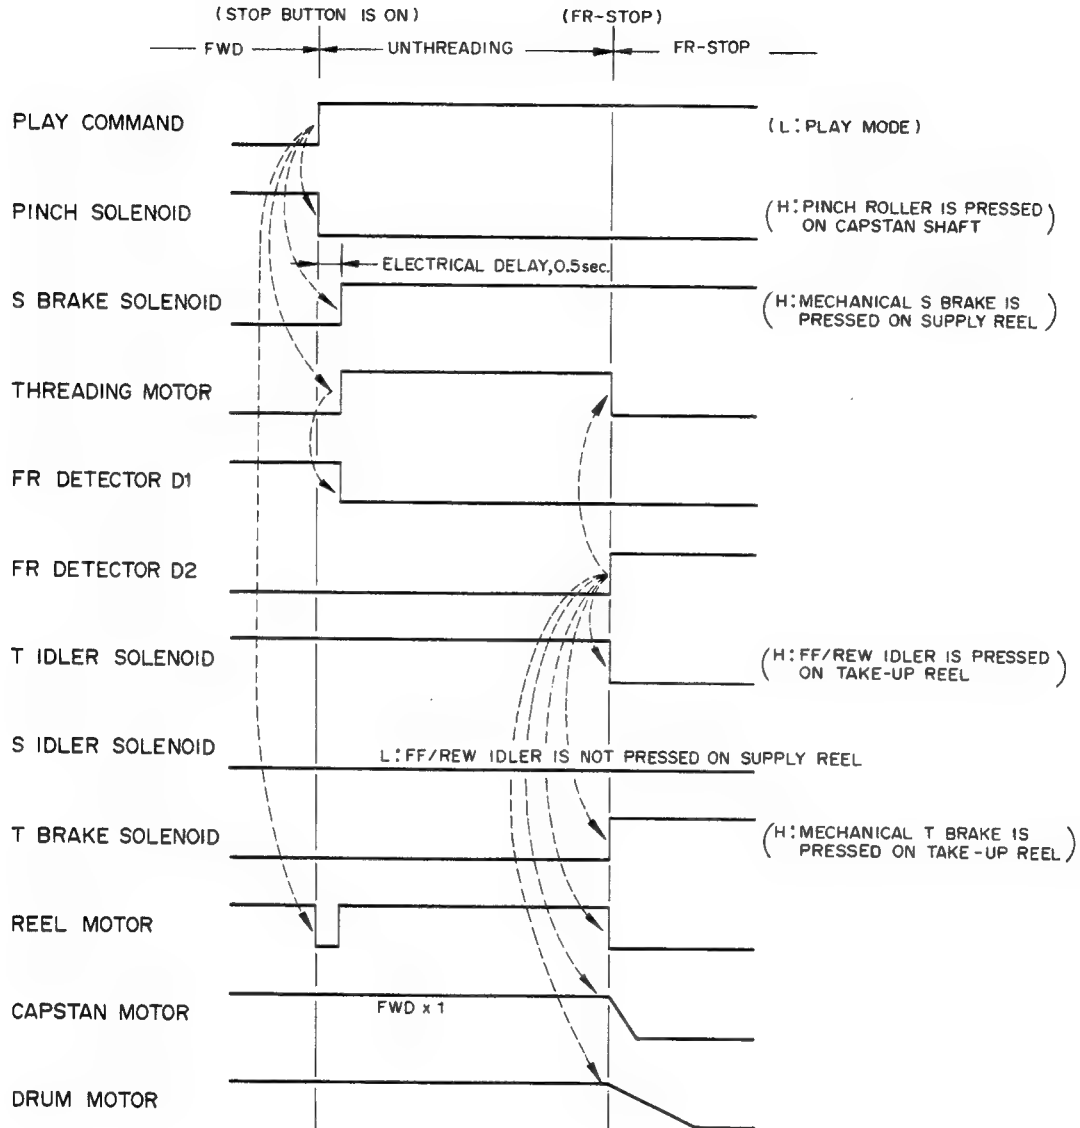 (STOP BUTTON IS ON) (FR-STOP)
FWD UNTHREADING FR-STOP
PLAY COMMAND (L:PLAY MODE)
PINCH SOLENOID (H:PINCH ROLLER IS PRESSED
ON CAPSTAN SHAFT)
ELECTRICAL DELAY,0.5sec.
S BRAKE SOLENOID (H:MECHANICAL S BRAKE IS
PRESSED ON SUPPLY REEL)
THREADING MOTOR
FR DETECTOR D1
FR DETECTOR D2
T IDLER SOLENOID (H:FF/REW IDLER IS PRESSED
ON TAKE-UP REEL)
S IDLER SOLENOID
L:FF/REW IDLER IS NOT PRESSED ON SUPPLY REEL
T BRAKE SOLENOID (H:MECHANICAL T BRAKE IS
PRESSED ON TAKE-UP REEL)
REEL MOTOR
CAPSTAN MOTOR FWD x 1
DRUM MOTOR